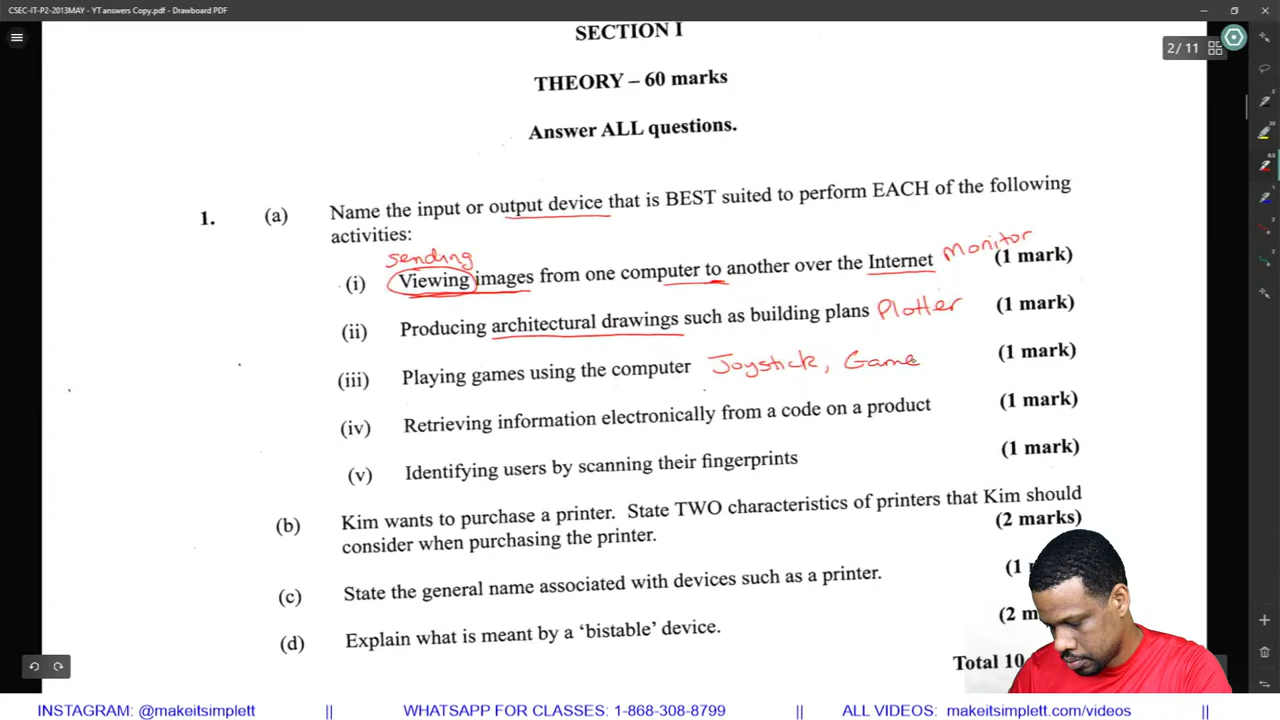 CSEC-IT-P2-2013MAY - YT answers Copy.pdf - Drawboard PDF
2/11
SECTION I
THEORY – 60 marks
Answer ALL questions.
1. (a) Name the input or output device that is BEST suited to perform EACH of the following
activities:
sending
(i) Viewing images from one computer to another over the Internet Monitor (1 mark)
(ii) Producing architectural drawings such as building plans Plotter (1 mark)
(iii) Playing games using the computer Joystick, Game (1 mark)
(iv) Retrieving information electronically from a code on a product (1 mark)
(v) Identifying users by scanning their fingerprints (1 mark)
(b) Kim wants to purchase a printer. State TWO characteristics of printers that Kim should
consider when purchasing the printer. (2 marks)
(c) State the general name associated with devices such as a printer. (1
(d) Explain what is meant by a ‘bistable’ device. (2 m
Total 10
INSTAGRAM: @makeitsimplett || WHATSAPP FOR CLASSES: 1-868-308-8799 || ALL VIDEOS: makeitsimplett.com/videos ||